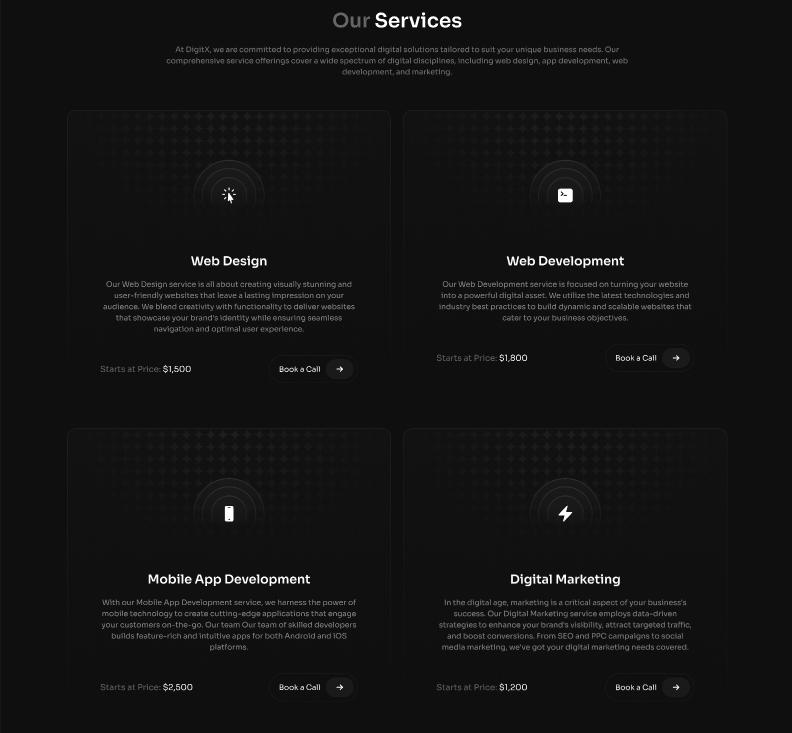 Our Services
At DigitX, we are committed to providing exceptional digital solutions tailored to suit your unique business needs. Our
comprehensive service offerings cover a wide spectrum of digital disciplines, including web design, app development, web
development, and marketing.
Web Design
Our Web Design service is all about creating visually stunning and
user-friendly websites that leave a lasting impression on your
audience. We blend creativity with functionality to deliver websites
that showcase your brand's identity while ensuring seamless
navigation and optimal user experience.
Starts at Price: $1,500
Book a Call
Web Development
Our Web Development service is focused on turning your website
into a powerful digital asset. We utilize the latest technologies and
industry best practices to build dynamic and scalable websites that
cater to your business objectives.
Starts at Price: $1,800
Book a Call
Mobile App Development
With our Mobile App Development service, we harness the power of
mobile technology to create cutting-edge applications that engage
your customers on-the-go. Our team Our team of skilled developers
builds feature-rich and intuitive apps for both Android and iOS
platforms.
Starts at Price: $2,500
Book a Call
Digital Marketing
In the digital age, marketing is a critical aspect of your business's
success. Our Digital Marketing service employs data-driven
strategies to enhance your brand's visibility, attract targeted traffic,
and boost conversions. From SEO and PPC campaigns to social
media marketing, we've got your digital marketing needs covered.
Starts at Price: $1,200
Book a Call